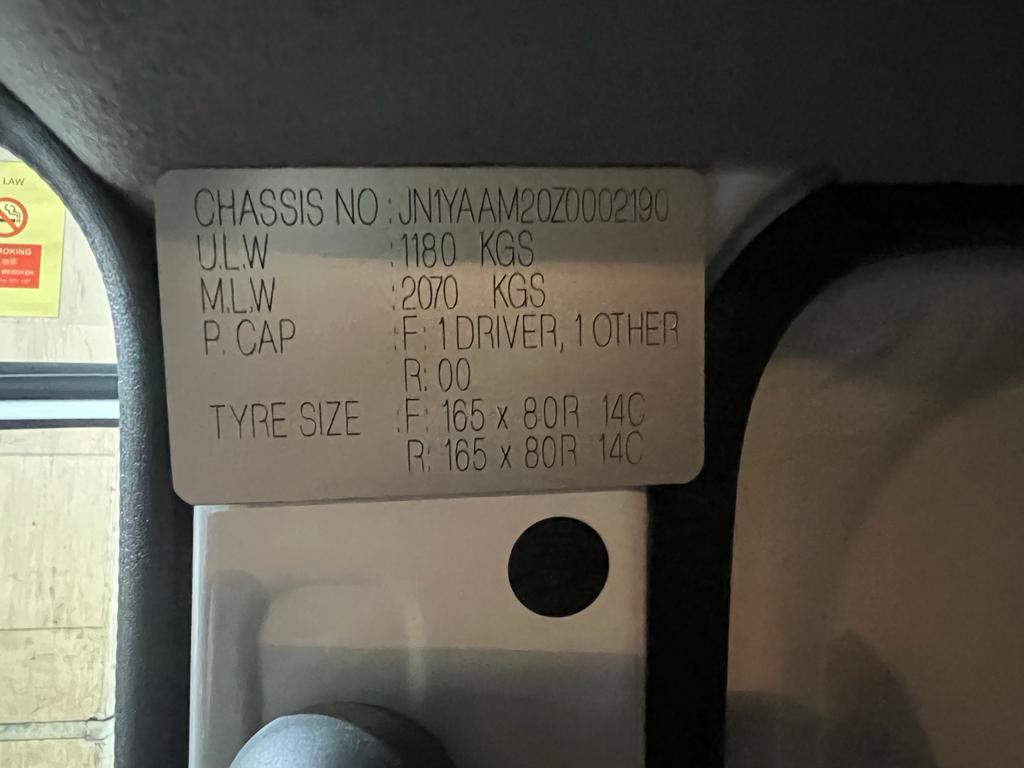 LAW
CHASSIS NO : JN1YAAM20Z0002190
U.L.W : 1180 KGS
M.L.W : 2070 KGS
P. CAP : F: 1 DRIVER, 1 OTHER
R: 00
TYRE SIZE : F: 165 x 80R 14C
R: 165 x 80R 14C